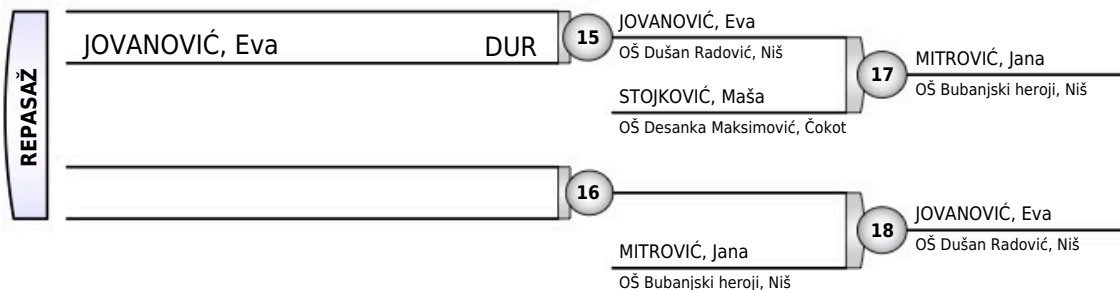 REPASAŽ
JOVANOVIĆ, Eva DUR
15
JOVANOVIĆ, Eva
OŠ Dušan Radović, Niš
STOJKOVIĆ, Maša
OŠ Desanka Maksimović, Čokot
17
MITROVIĆ, Jana
OŠ Bubanjski heroji, Niš
16
MITROVIĆ, Jana
OŠ Bubanjski heroji, Niš
18
JOVANOVIĆ, Eva
OŠ Dušan Radović, Niš